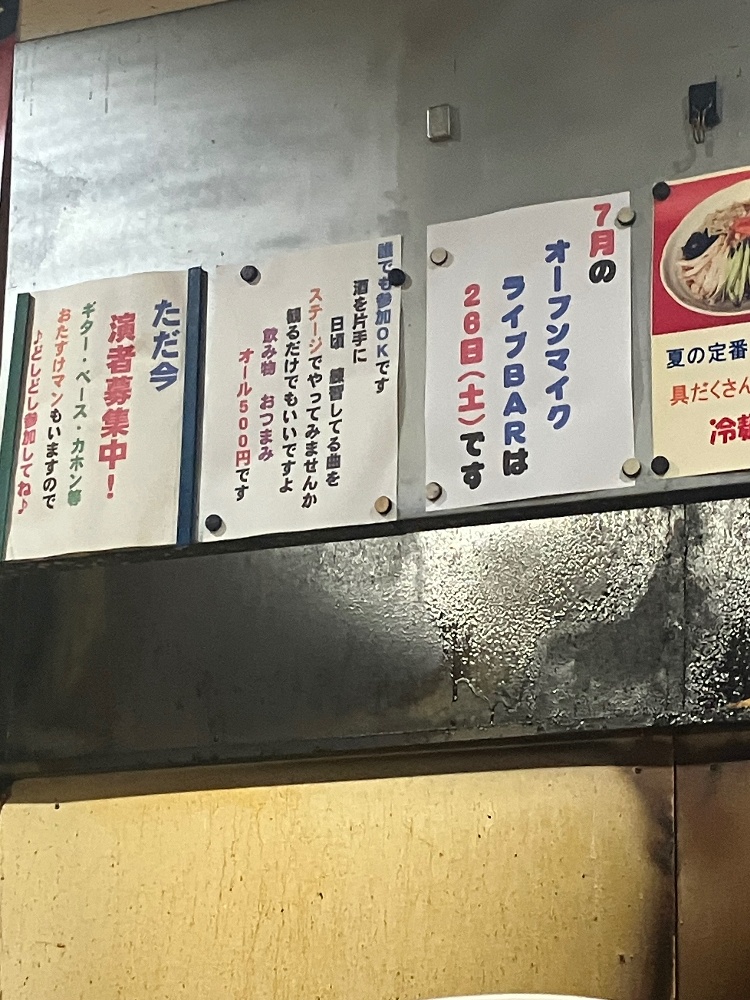 7月の
オープンマイク
ライブBARは
26日(土)です
誰でも参加OKです
酒を片手に
日頃 練習してる曲を
ステージでやってみませんか
観るだけでもいいですよ
飲み物 おつまみ
オール500円です
ただ今
演者募集中!
ギター・ベース・カホン等
おたすけマンもいますので
♪どしどし参加してね♪
夏の定番
具だくさん
冷麺